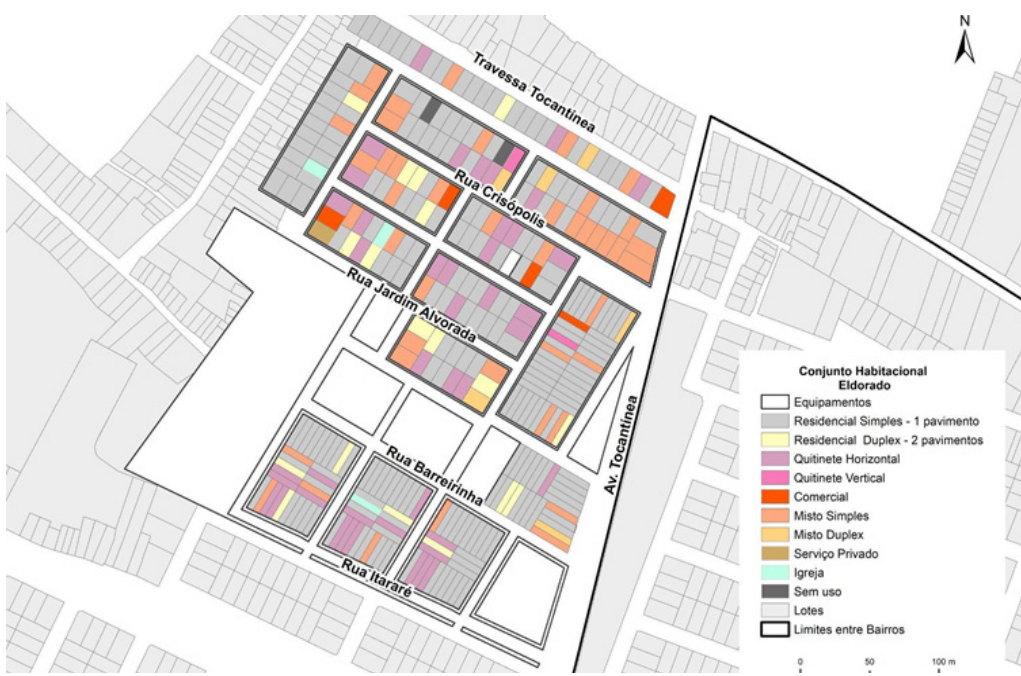 N
Travessa Tocantinea
Rua Crisópolis
Rua Jardim Alvorada
Av. Tocantinea
Rua Barreirinha
Rua Itararé
Conjunto Habitacional
Eldorado
Equipamentos
Residencial Simples - 1 pavimento
Residencial Duplex - 2 pavimentos
Quitinete Horizontal
Quitinete Vertical
Comercial
Misto Simples
Misto Duplex
Serviço Privado
Igreja
Sem uso
Lotes
Limites entre Bairros
0 50 100 m